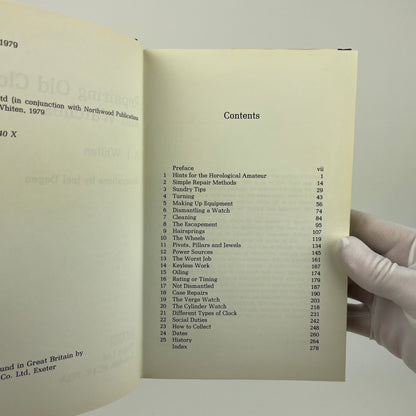 1979
td (in conjunction with Northwood Publication
Whiten, 1979
40 X
und in Great Britain by
Co. Ltd, Exeter
Contents
Preface vii
1 Hints for the Horological Amateur 1
2 Simple Repair Methods 14
3 Sundry Tips 29
4 Turning 43
5 Making Up Equipment 56
6 Dismantling a Watch 74
7 Cleaning 84
8 The Escapement 95
9 Hairsprings 107
10 The Wheels 119
11 Pivots, Pillars and Jewels 134
12 Power Sources 145
13 The Worst Job 161
14 Keyless Work 167
15 Oiling 174
16 Rating or Timing 179
17 Not Dismantled 187
18 Case Repairs 190
19 The Verge Watch 203
20 The Cylinder Watch 218
21 Different Types of Clock 231
22 Social Duties 242
23 How to Collect 248
24 Dates 260
25 History 264
Index 276